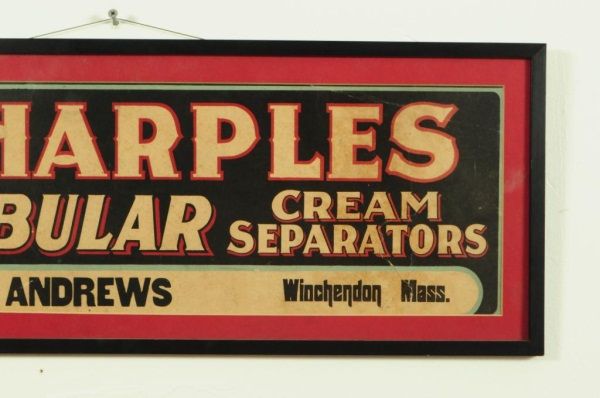 HARPLES
BULAR CREAM SEPARATORS
ANDREWS Winchendon Mass.